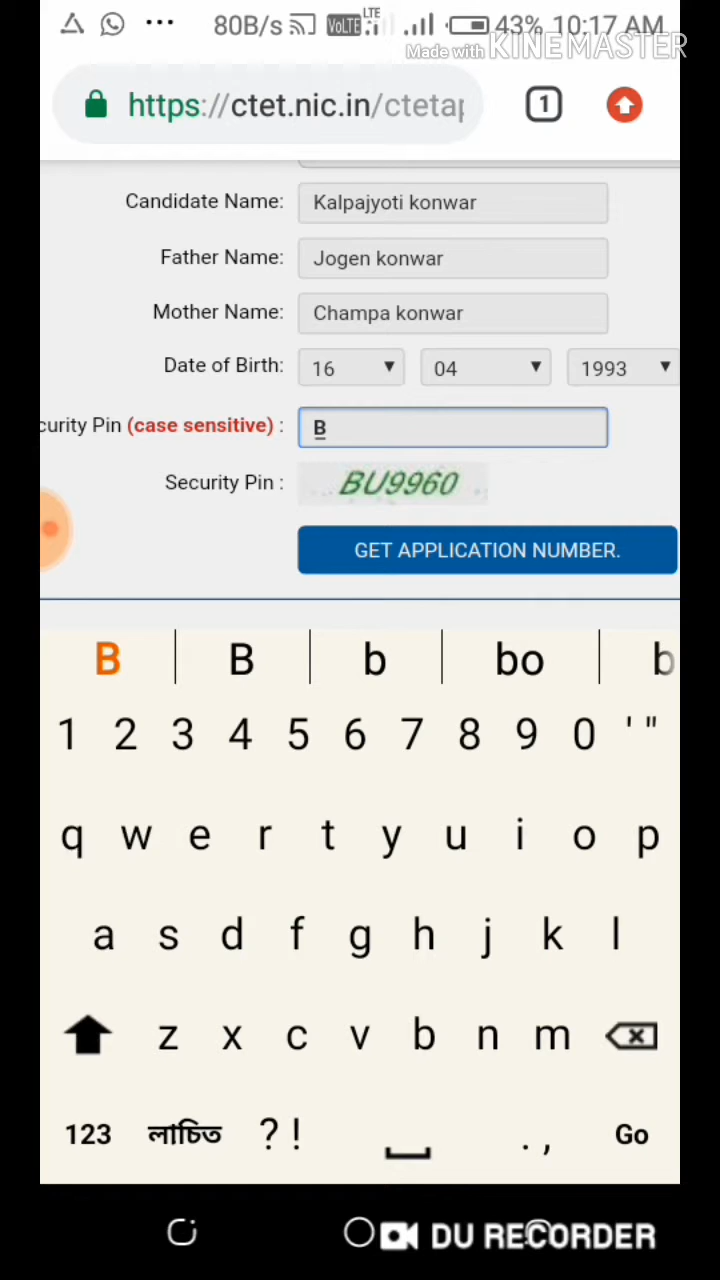 80B/s VoLTE LTE 43% 10:17 AM
Made with KINEMASTER
https://ctet.nic.in/ctetap 1
Candidate Name: Kalpajyoti konwar
Father Name: Jogen konwar
Mother Name: Champa konwar
Date of Birth: 16 04 1993
curity Pin (case sensitive) : B
Security Pin : BU9960
GET APPLICATION NUMBER.
B B b bo b
1 2 3 4 5 6 7 8 9 0 ' "
q w e r t y u i o p
a s d f g h j k l
z x c v b n m
123 লাচিত ? ! . , Go
DU RECORDER